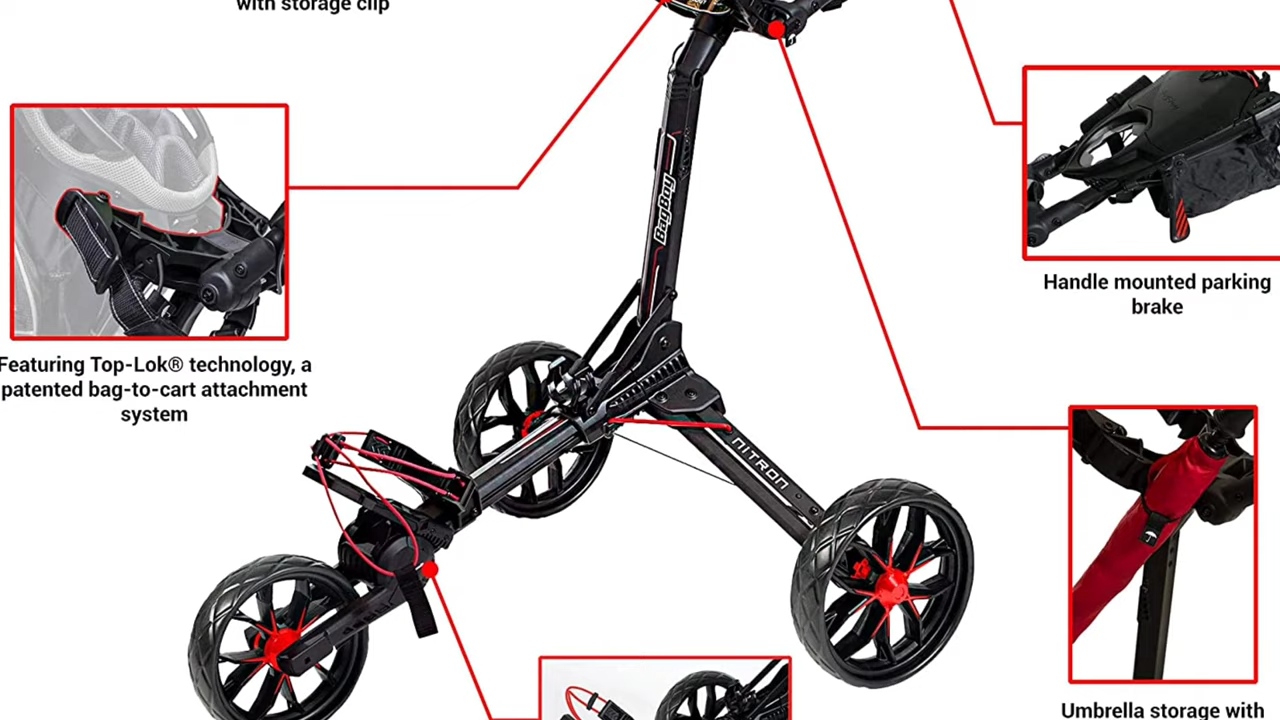 with storage clip
Featuring Top-Lok® technology, a
patented bag-to-cart attachment
system
BagBoy
NITRON
Handle mounted parking
brake
Umbrella storage with